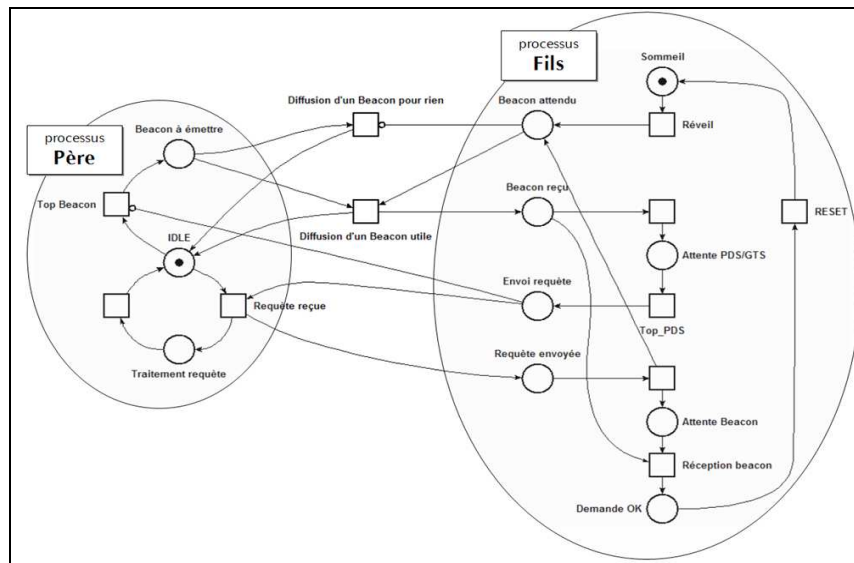 processus
Fils
Sommeil
Diffusion d'un Beacon pour rien
Beacon attendu
Réveil
processus
Père
Beacon à émettre
Top Beacon
Beacon reçu
RESET
IDLE
Diffusion d'un Beacon utile
Attente PDS/GTS
Envoi requête
Requête reçue
Top_PDS
Requête envoyée
Traitement requête
Attente Beacon
Réception beacon
Demande OK